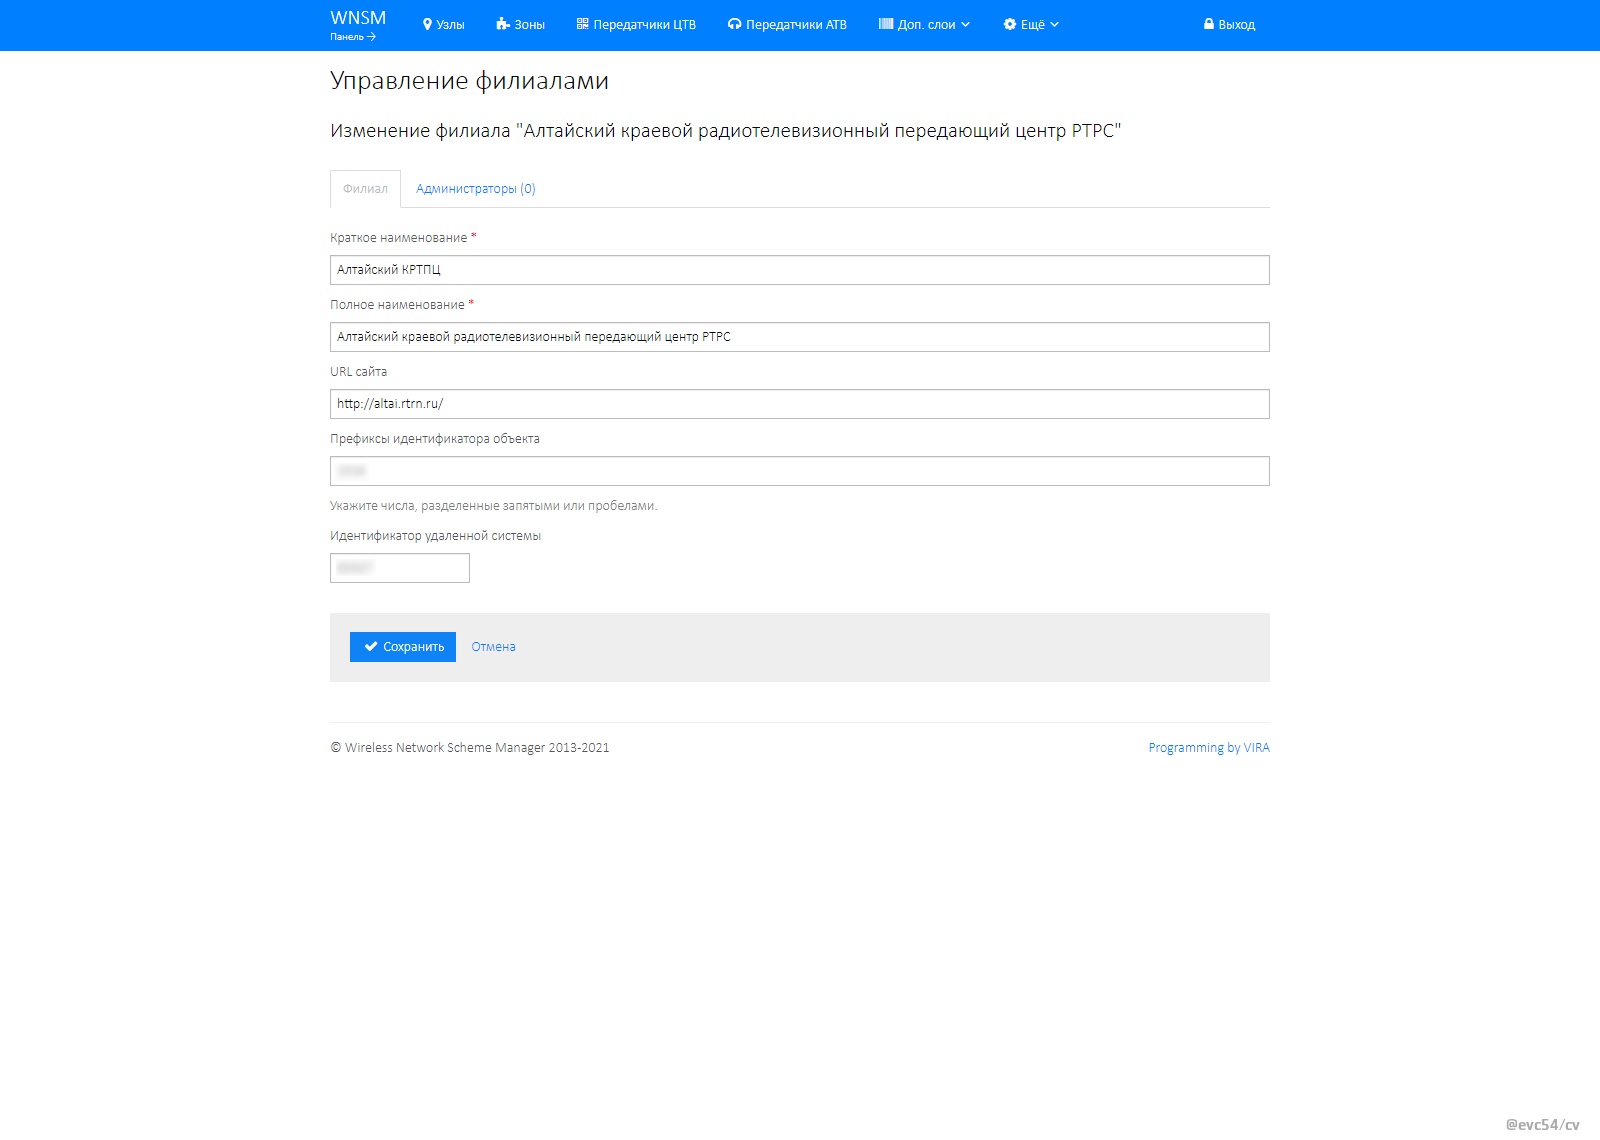 WNSM
Панель →
Узлы
Зоны
Передатчики ЦТВ
Передатчики АТВ
Доп. слои
Ещё
Выход
Управление филиалами
Изменение филиала "Алтайский краевой радиотелевизионный передающий центр РТРС"
Филиал
Администраторы (0)
Краткое наименование *
Алтайский КРТПЦ
Полное наименование *
Алтайский краевой радиотелевизионный передающий центр РТРС
URL сайта
http://altai.rtrn.ru/
Префиксы идентификатора объекта
Укажите числа, разделенные запятыми или пробелами.
Идентификатор удаленной системы
Сохранить
Отмена
© Wireless Network Scheme Manager 2013-2021
Programming by VIRA
@evc54/cv